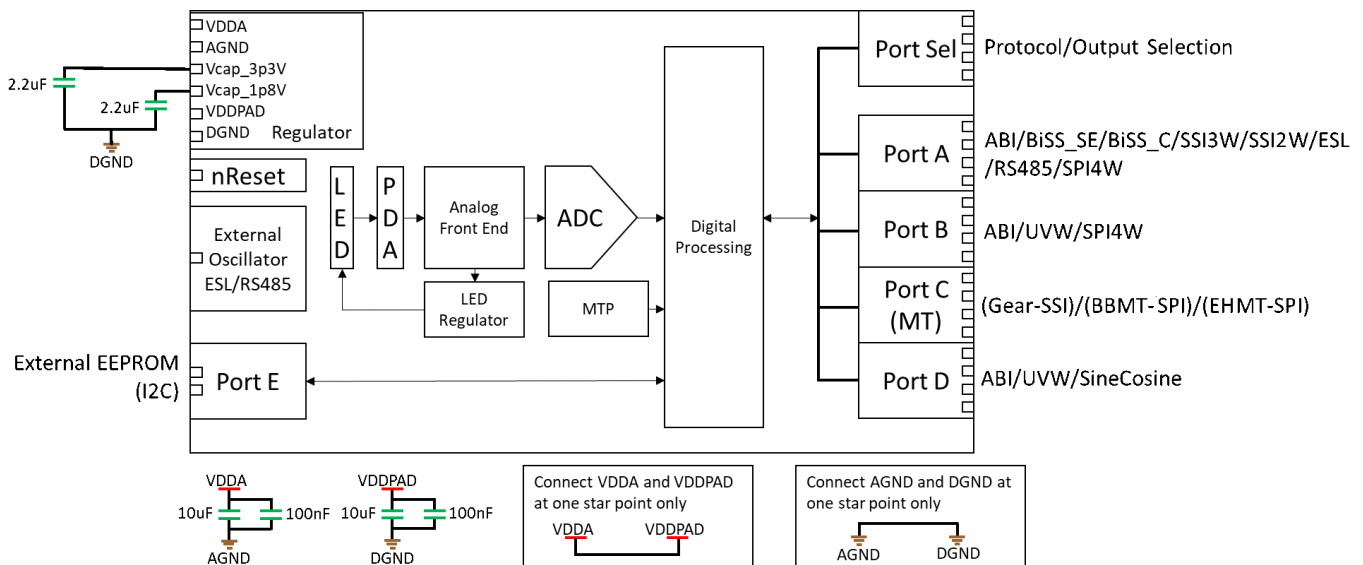 VDDA
AGND
Vcap_3p3V
Vcap_1p8V
VDDPAD
DGND
Regulator
2.2uF
2.2uF
DGND
nReset
External
Oscillator
ESL/RS485
External EEPROM
(I2C)
Port E
L
E
D
P
D
A
Analog
Front End
ADC
LED
Regulator
MTP
Digital
Processing
Port Sel
Protocol/Output Selection
Port A
ABI/BiSS_SE/BiSS_C/SSI3W/SSI2W/ESL
/RS485/SPI4W
Port B
ABI/UVW/SPI4W
Port C
(MT)
(Gear-SSI)/(BBMT-SPI)/(EHMT-SPI)
Port D
ABI/UVW/SineCosine
VDDA
10uF
100nF
AGND
VDDPAD
10uF
100nF
DGND
Connect VDDA and VDDPAD
at one star point only
VDDA
VDDPAD
Connect AGND and DGND at
one star point only
AGND
DGND